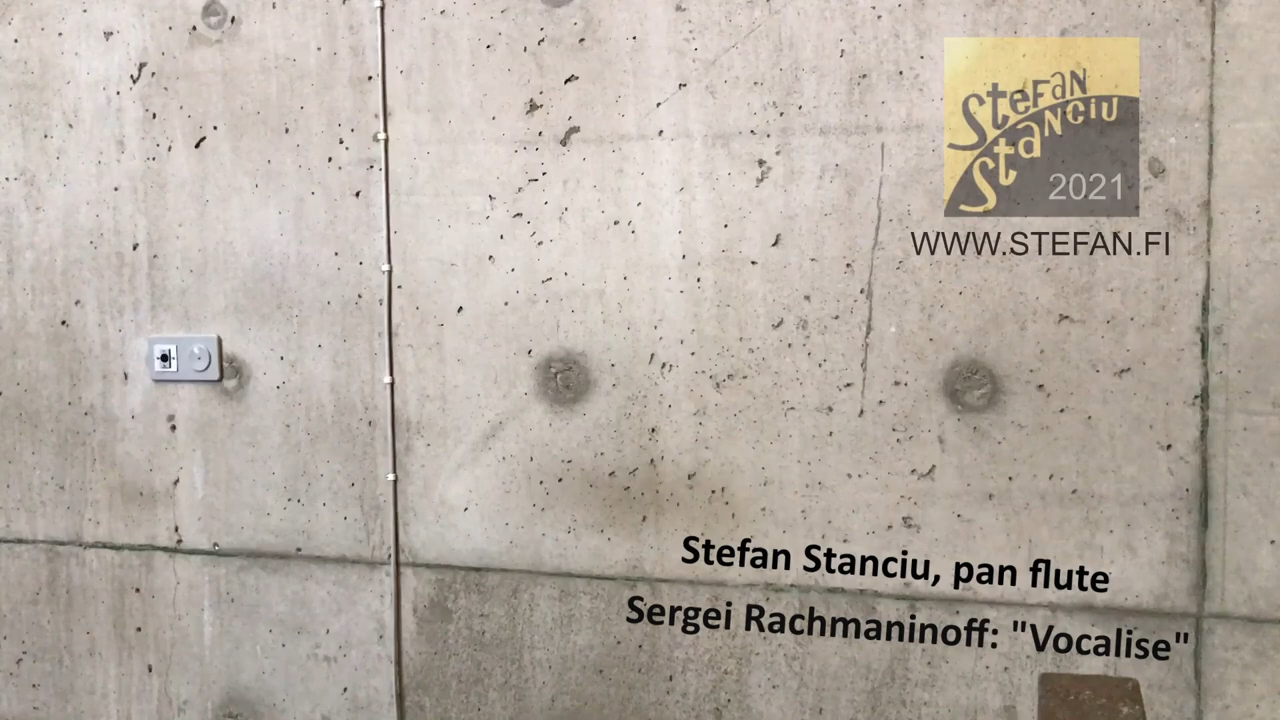 Stefan
Stanciu
2021
WWW.STEFAN.FI
Stefan Stanciu, pan flute
Sergei Rachmaninoff: "Vocalise"